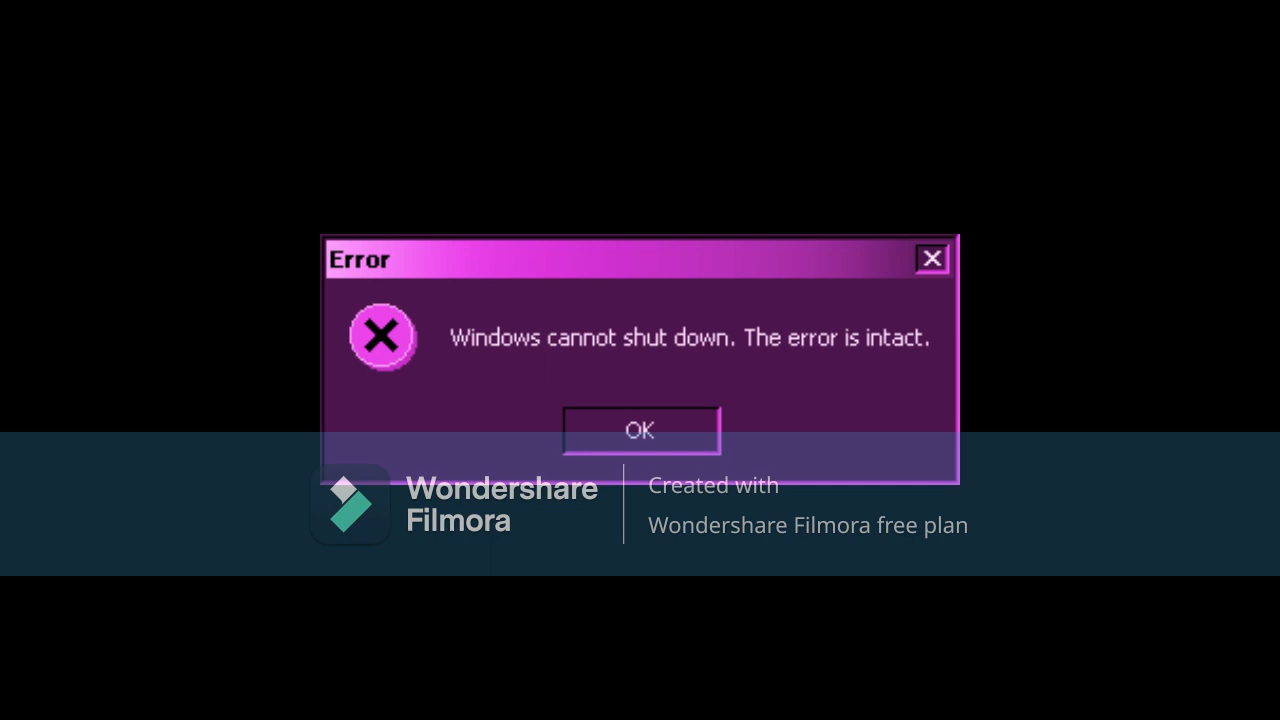 Error
Windows cannot shut down. The error is intact.
OK
Wondershare
Filmora
Created with
Wondershare Filmora free plan